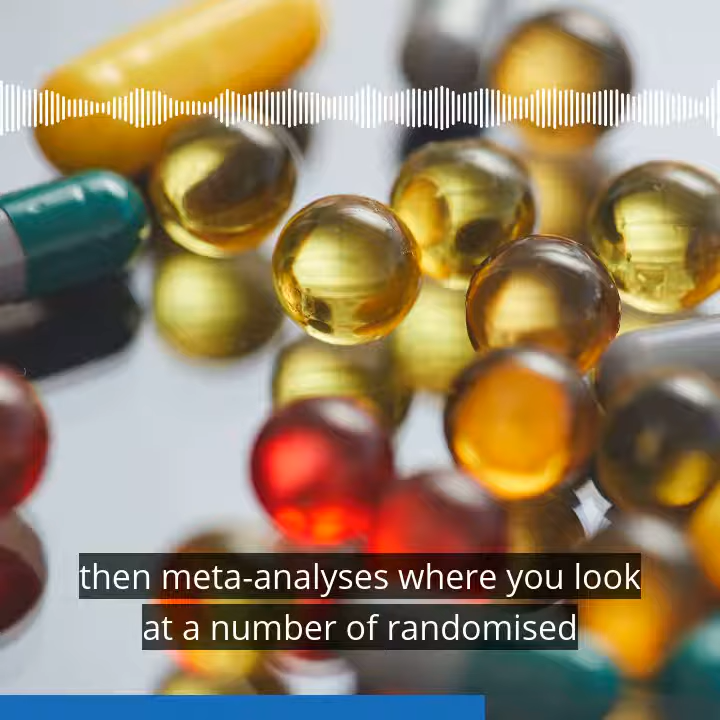 then meta-analyses where you look
at a number of randomised